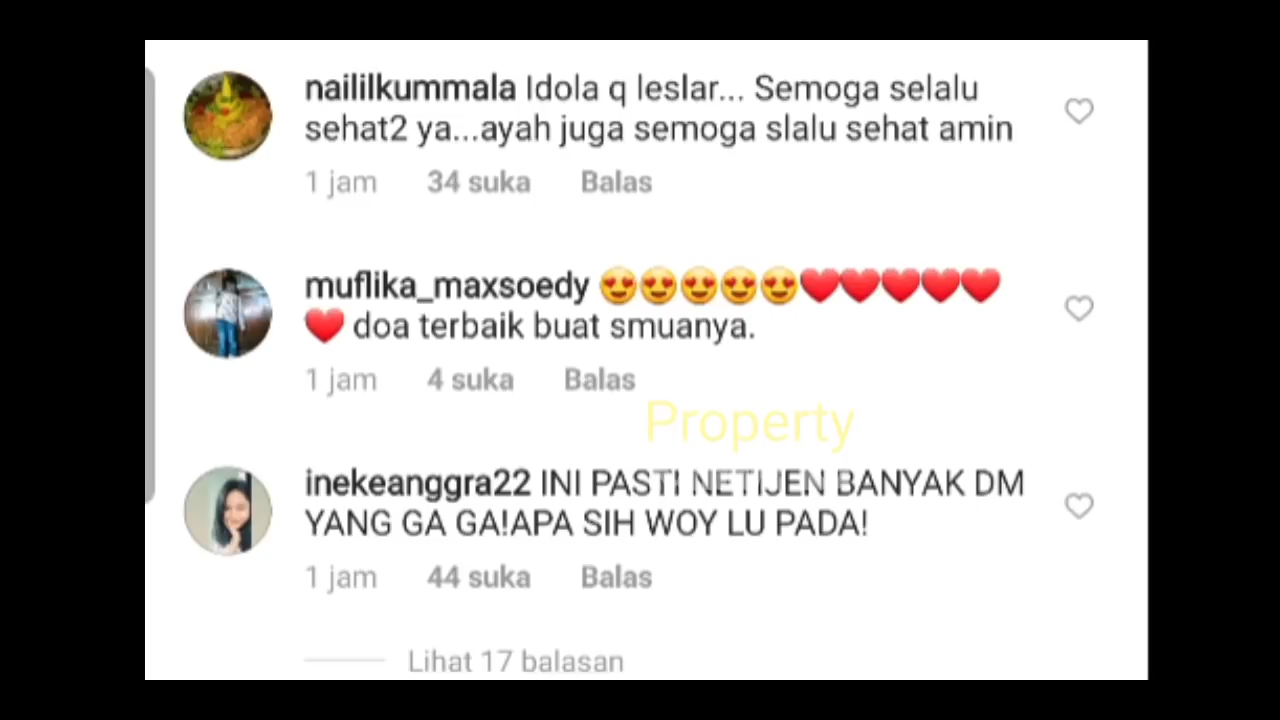 naililkummala Idola q leslar... Semoga selalu
sehat2 ya...ayah juga semoga slalu sehat amin
1 jam 34 suka Balas
muflika_maxsoedy 😍😍😍😍😍❤️❤️❤️❤️❤️
❤️ doa terbaik buat smuanya.
1 jam 4 suka Balas
Property
inekeanggra22 INI PASTI NETIJEN BANYAK DM
YANG GA GA!APA SIH WOY LU PADA!
1 jam 44 suka Balas
Lihat 17 balasan